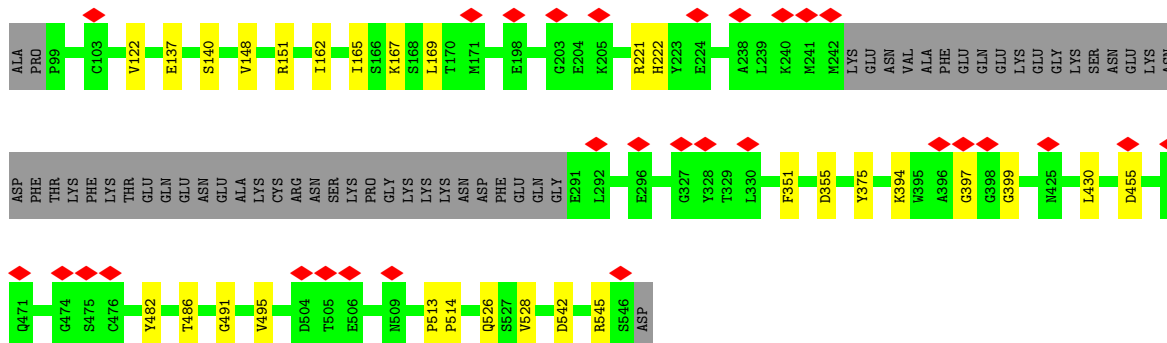 ALA PRO P99 C103 V122 E137 S140 V148 R151 I162 I165 S166 K167 S168 L169 T170 M171 E198 G203 E204 K205 R221 H222 Y223 E224 A238 L239 K240 M241 M242 LYS GLU ASN VAL ALA PHE GLU GLN GLU LYS GLU GLY LYS SER ASN GLU LYS ASN
ASP PHE THR LYS PHE LYS THR GLU GLN GLU ASN GLU ALA LYS CYS ARG ASN SER LYS PRO GLY LYS LYS LYS ASN ASP PHE GLU GLN GLY E291 L292 E296 G327 Y328 T329 L330 F351 D355 Y375 K394 W395 A396 G397 G398 G399 N425 L430 D455
Q471 G474 S475 C476 Y482 T486 G491 V495 D504 T505 E506 N509 P513 P514 Q526 S527 V528 D542 R545 S546 ASP